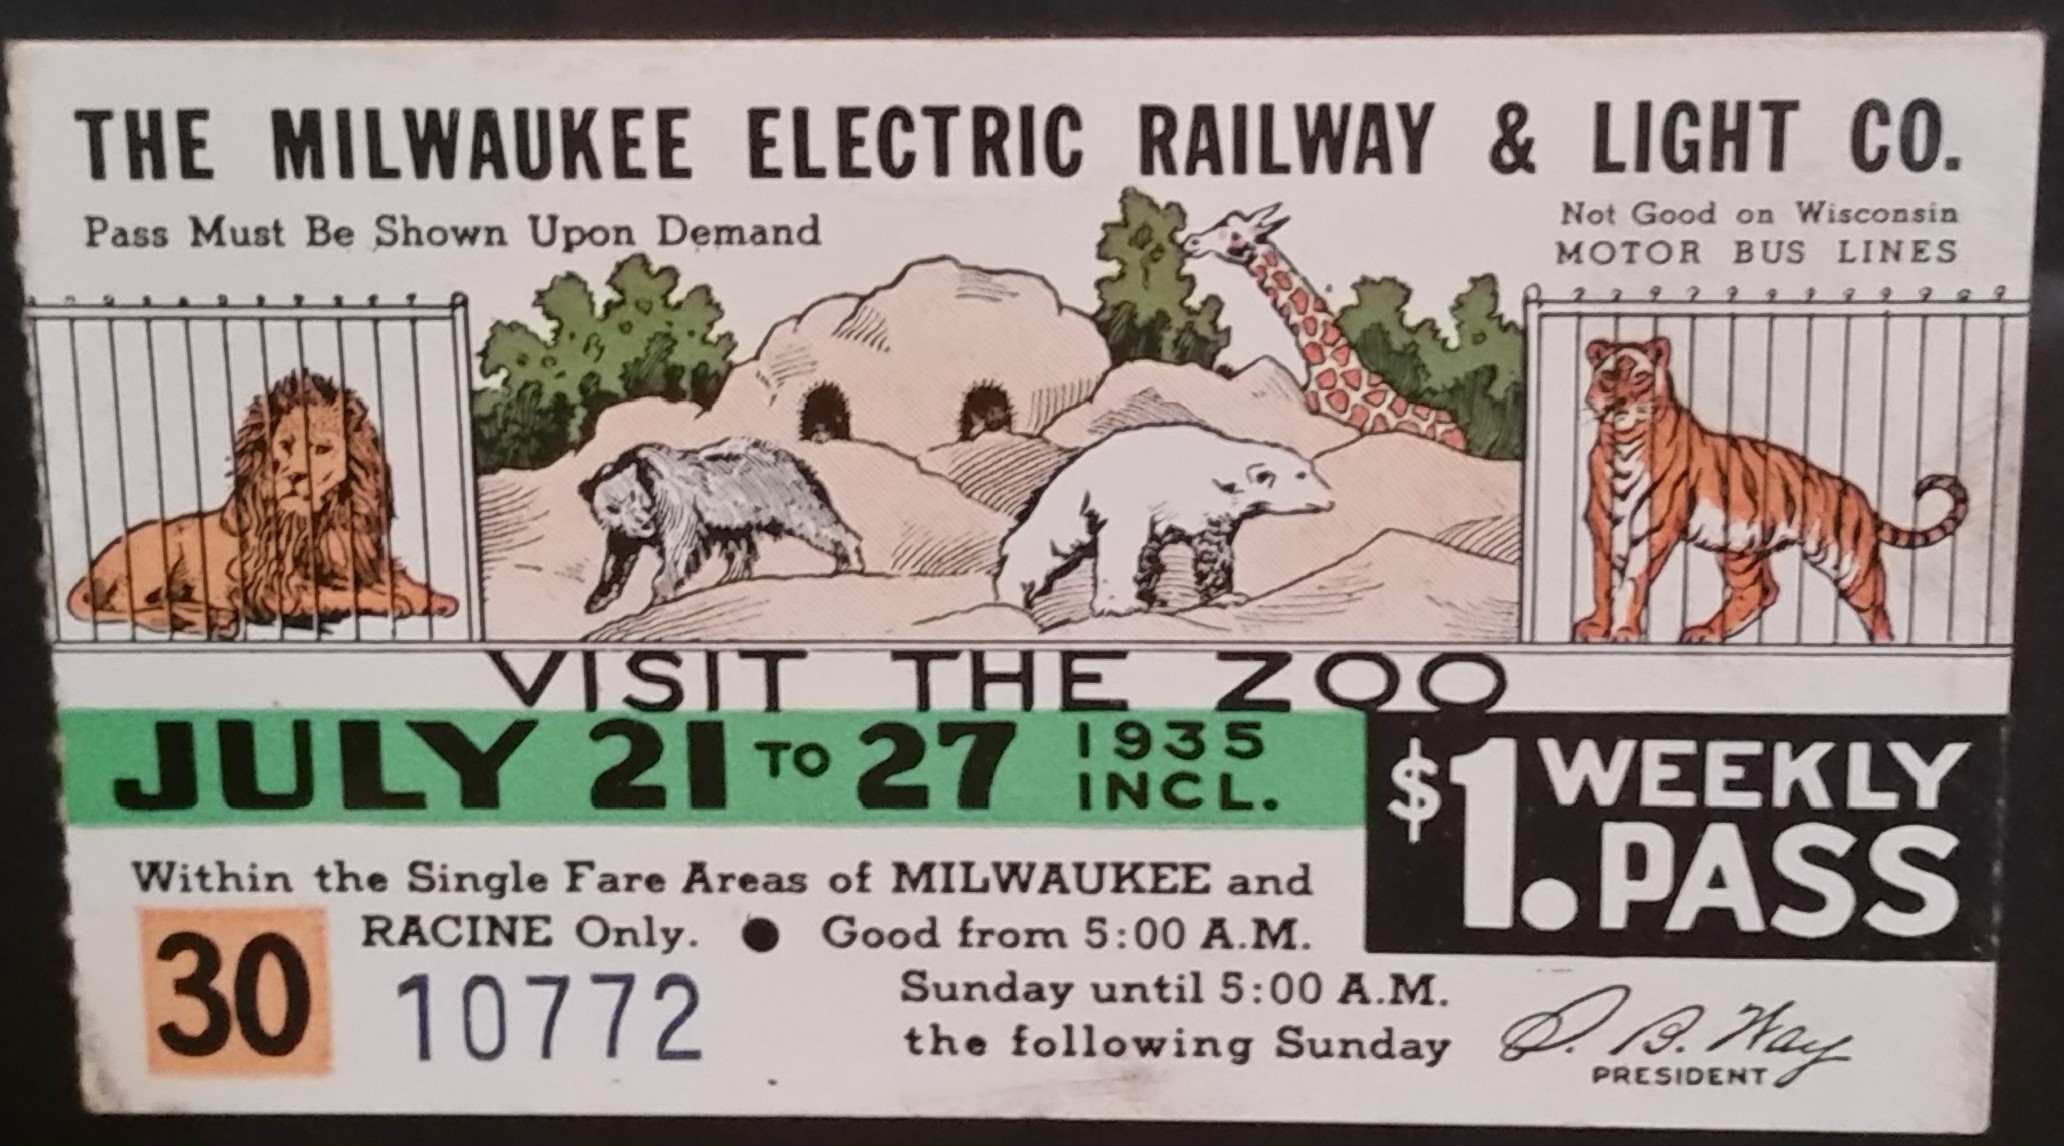 THE MILWAUKEE ELECTRIC RAILWAY & LIGHT CO.
Pass Must Be Shown Upon Demand
Not Good on Wisconsin
MOTOR BUS LINES
VISIT THE ZOO
JULY 21 TO 27 1935 INCL.
$1. WEEKLY PASS
Within the Single Fare Areas of MILWAUKEE and
RACINE Only. ● Good from 5:00 A.M.
Sunday until 5:00 A.M.
the following Sunday
30
10772
S. B. Way
PRESIDENT